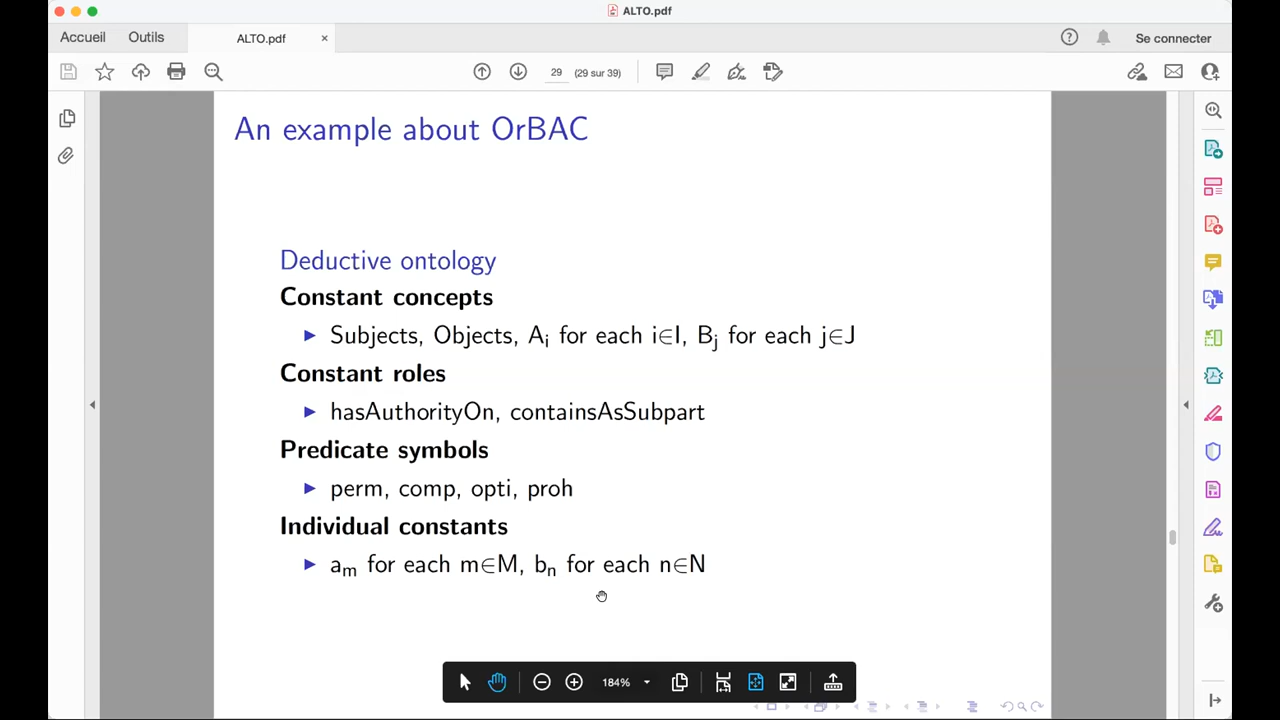 ALTO.pdf
Accueil Outils ALTO.pdf × Se connecter
29 (29 sur 39)
An example about OrBAC
Deductive ontology
Constant concepts
▶ Subjects, Objects, Aᵢ for each i∈I, Bⱼ for each j∈J
Constant roles
▶ hasAuthorityOn, containsAsSubpart
Predicate symbols
▶ perm, comp, opti, proh
Individual constants
▶ aₘ for each m∈M, bₙ for each n∈N
184%